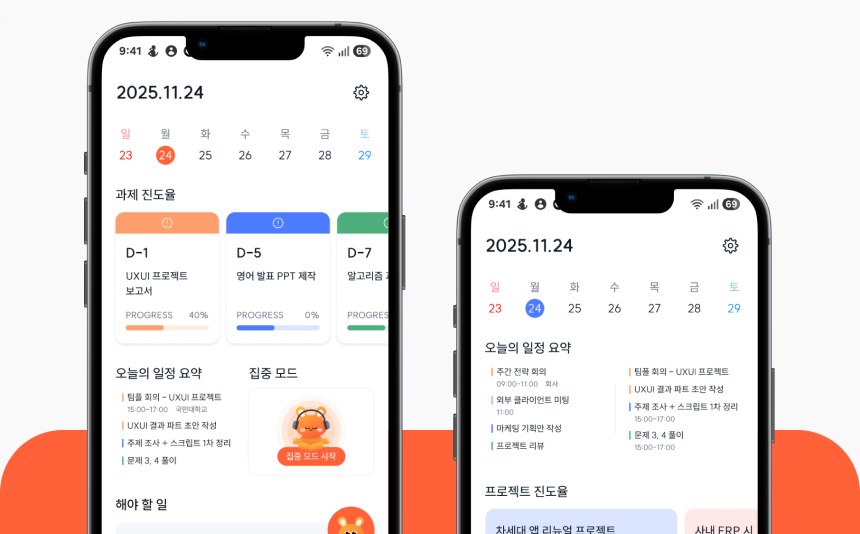 9:41
69
2025.11.24
일 월 화 수 목 금 토
23 24 25 26 27 28 29
과제 진도율
D-1
UXUI 프로젝트
보고서
PROGRESS 40%
D-5
영어 발표 PPT 제작
PROGRESS 0%
D-7
알고리즘
PROGRES
오늘의 일정 요약
팀플 회의 - UXUI 프로젝트
15:00-17:00 국민대학교
UXUI 결과 파트 초안 작성
주제 조사 + 스크립트 1차 정리
문제 3, 4 풀이
집중 모드
집중 모드 시작
해야 할 일
9:41
69
2025.11.24
일 월 화 수 목 금 토
23 24 25 26 27 28 29
오늘의 일정 요약
주간 전략 회의
09:00-11:00 회사
외부 클라이언트 미팅
11:00
마케팅 기획안 작성
프로젝트 리뷰
팀플 회의 - UXUI 프로젝트
UXUI 결과 파트 초안 작성
주제 조사 + 스크립트 1차 정리
15:00-17:00
문제 3, 4 풀이
15:00-17:00
프로젝트 진도율
차세대 앱 리뉴얼 프로젝트
사내 ERP 시